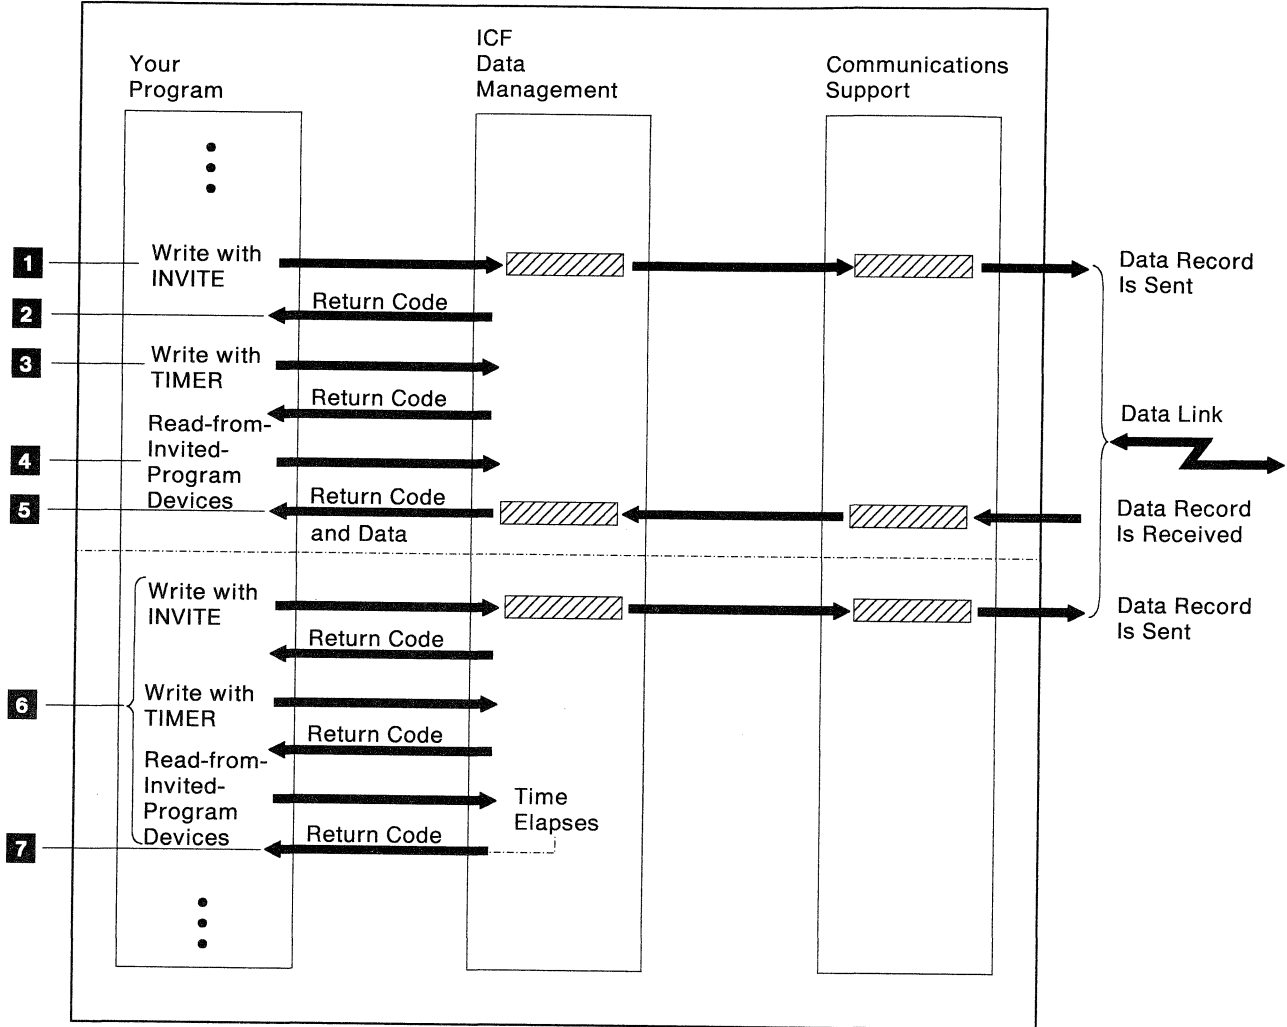 Your
Program
ICF
Data
Management
Communications
Support
1
Write with
INVITE
Data Record
Is Sent
2
Return Code
3
Write with
TIMER
Return Code
Data Link
4
Read-from-
Invited-
Program
Devices
5
Return Code
and Data
Data Record
Is Received
6
Write with
INVITE
Data Record
Is Sent
Return Code
Write with
TIMER
Return Code
Read-from-
Invited-
Program
Devices
Time
Elapses
7
Return Code